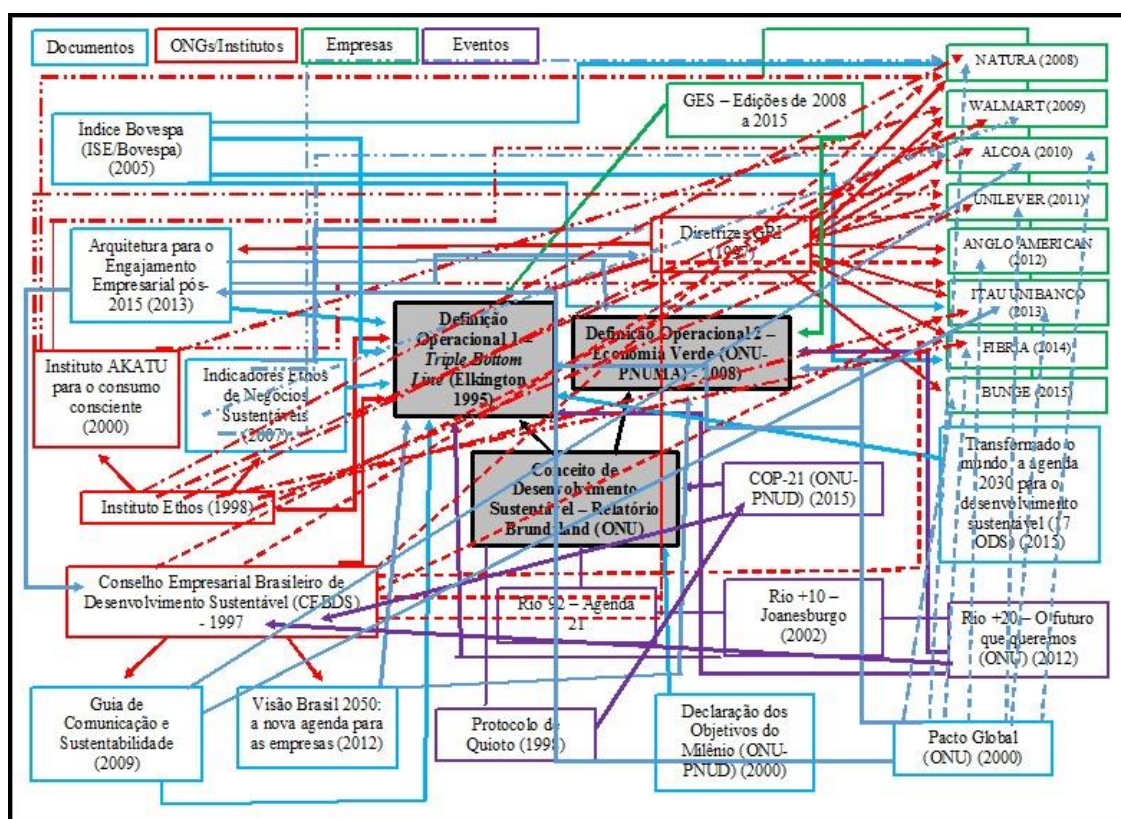 Documentos
ONGs/Institutos
Empresas
Eventos
NATURA (2008)
WALMART (2009)
ALCOA (2010)
UNILEVER (2011)
ANGLO AMERICAN
(2012)
ITAU UNIBANCO
(2013)
FIBRIA (2014)
BUNGE (2015)
GES – Edições de 2008
a 2015
Índice Bovespa
(ISE/Bovespa)
(2005)
Arquitetura para o
Engajamento
Empresarial pós-
2015 (2013)
Diretrizes GRI
(1997)
Definição
Operacional 1 –
Triple Bottom
Line (Elkington
1995)
Definição Operacional 2 –
Economia Verde (ONU-
PNUMA) - 2008)
Instituto AKATU
para o consumo
consciente
(2000)
Indicadores Ethos
de Negócios
Sustentáveis
(2007)
Instituto Ethos (1998)
Conceito de
Desenvolvimento
Sustentável – Relatório
Brundtland (ONU)
COP-21 (ONU-
PNUD) (2015)
Transformado o
mundo: a agenda
2030 para o
desenvolvimento
sustentável (17
ODS) (2015)
Conselho Empresarial Brasileiro de
Desenvolvimento Sustentável (CEBDS)
- 1997
Rio 92 – Agenda
21
Rio +10 –
Joanesburgo
(2002)
Rio +20 – O futuro
que queremos
(ONU) (2012)
Guia de
Comunicação e
Sustentabilidade
(2009)
Visão Brasil 2050:
a nova agenda para
as empresas (2012)
Protocolo de
Quioto (1998)
Declaração dos
Objetivos do
Milênio (ONU-
PNUD) (2000)
Pacto Global
(ONU) (2000)